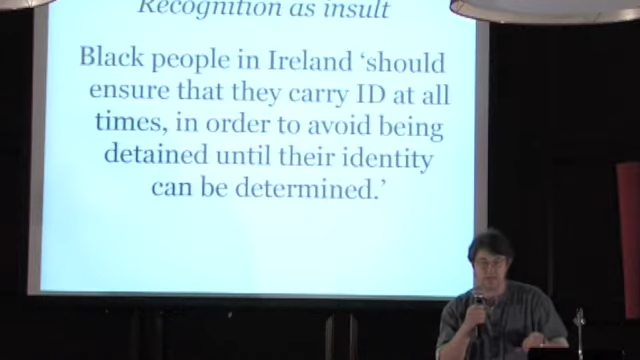 Recognition as insult
Black people in Ireland ‘should
ensure that they carry ID at all
times, in order to avoid being
detained until their identity
can be determined.’